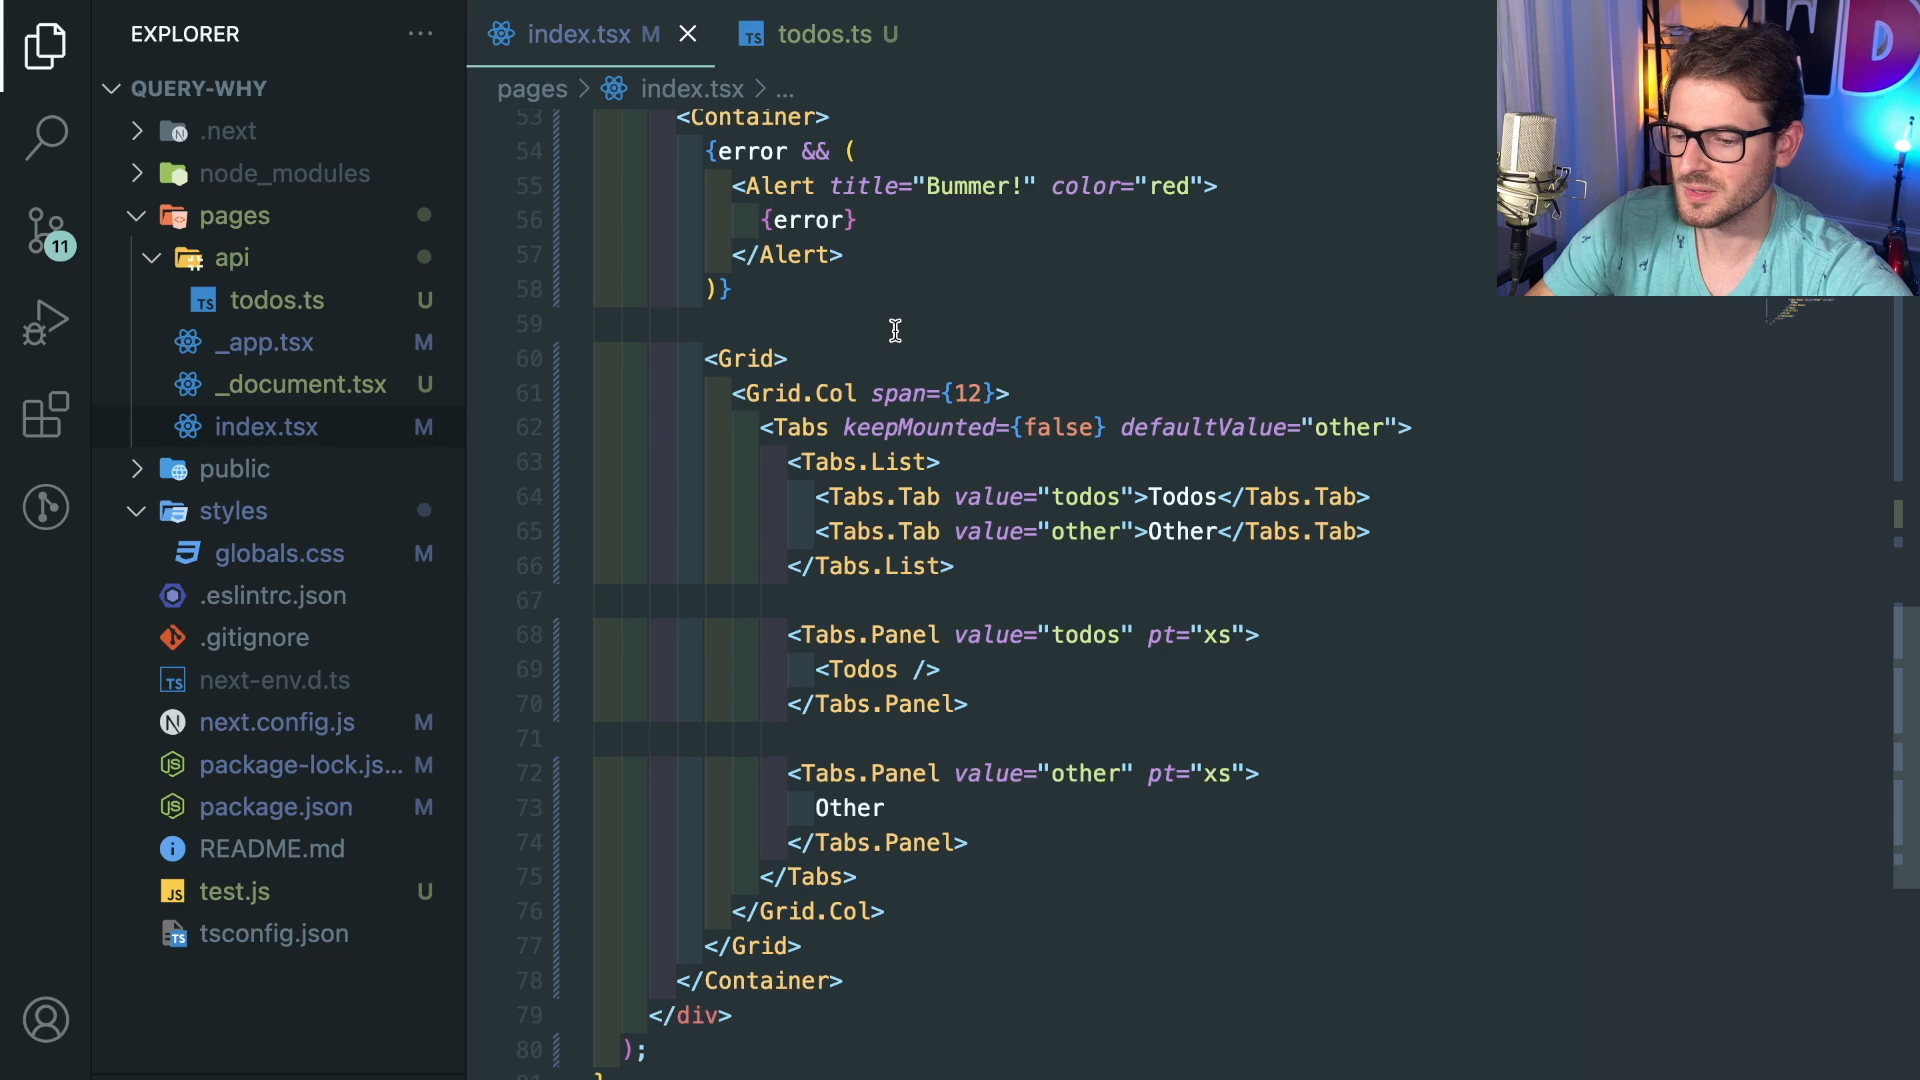 EXPLORER
QUERY-WHY
.next
node_modules
pages
api
todos.ts U
_app.tsx M
_document.tsx U
index.tsx M
public
styles
globals.css M
.eslintrc.json
.gitignore
next-env.d.ts
next.config.js M
package-lock.js... M
package.json M
README.md
test.js U
tsconfig.json
11
index.tsx M
todos.ts U
pages > index.tsx > ...
53 <Container>
54 {error && (
55 <Alert title="Bummer!" color="red">
56 {error}
57 </Alert>
58 )}
59
60 <Grid>
61 <Grid.Col span={12}>
62 <Tabs keepMounted={false} defaultValue="other">
63 <Tabs.List>
64 <Tabs.Tab value="todos">Todos</Tabs.Tab>
65 <Tabs.Tab value="other">Other</Tabs.Tab>
66 </Tabs.List>
67
68 <Tabs.Panel value="todos" pt="xs">
69 <Todos />
70 </Tabs.Panel>
71
72 <Tabs.Panel value="other" pt="xs">
73 Other
74 </Tabs.Panel>
75 </Tabs>
76 </Grid.Col>
77 </Grid>
78 </Container>
79 </div>
80 );